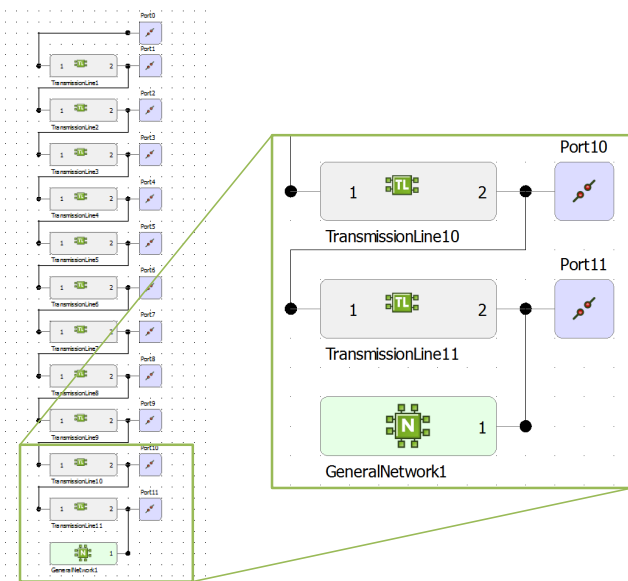 Port0
Port1
1 TL 2
TransmissionLine1
Port2
1 TL 2
TransmissionLine2
Port3
1 TL 2
TransmissionLine3
Port4
1 TL 2
TransmissionLine4
Port5
1 TL 2
TransmissionLine5
Port6
1 TL 2
TransmissionLine6
Port7
1 TL 2
TransmissionLine7
Port8
1 TL 2
TransmissionLine8
Port9
1 TL 2
TransmissionLine9
Port10
1 TL 2
TransmissionLine10
Port11
1 TL 2
TransmissionLine11
N 1
GeneralNetwork1
Port10
1 TL 2
TransmissionLine10
Port11
1 TL 2
TransmissionLine11
N 1
GeneralNetwork1